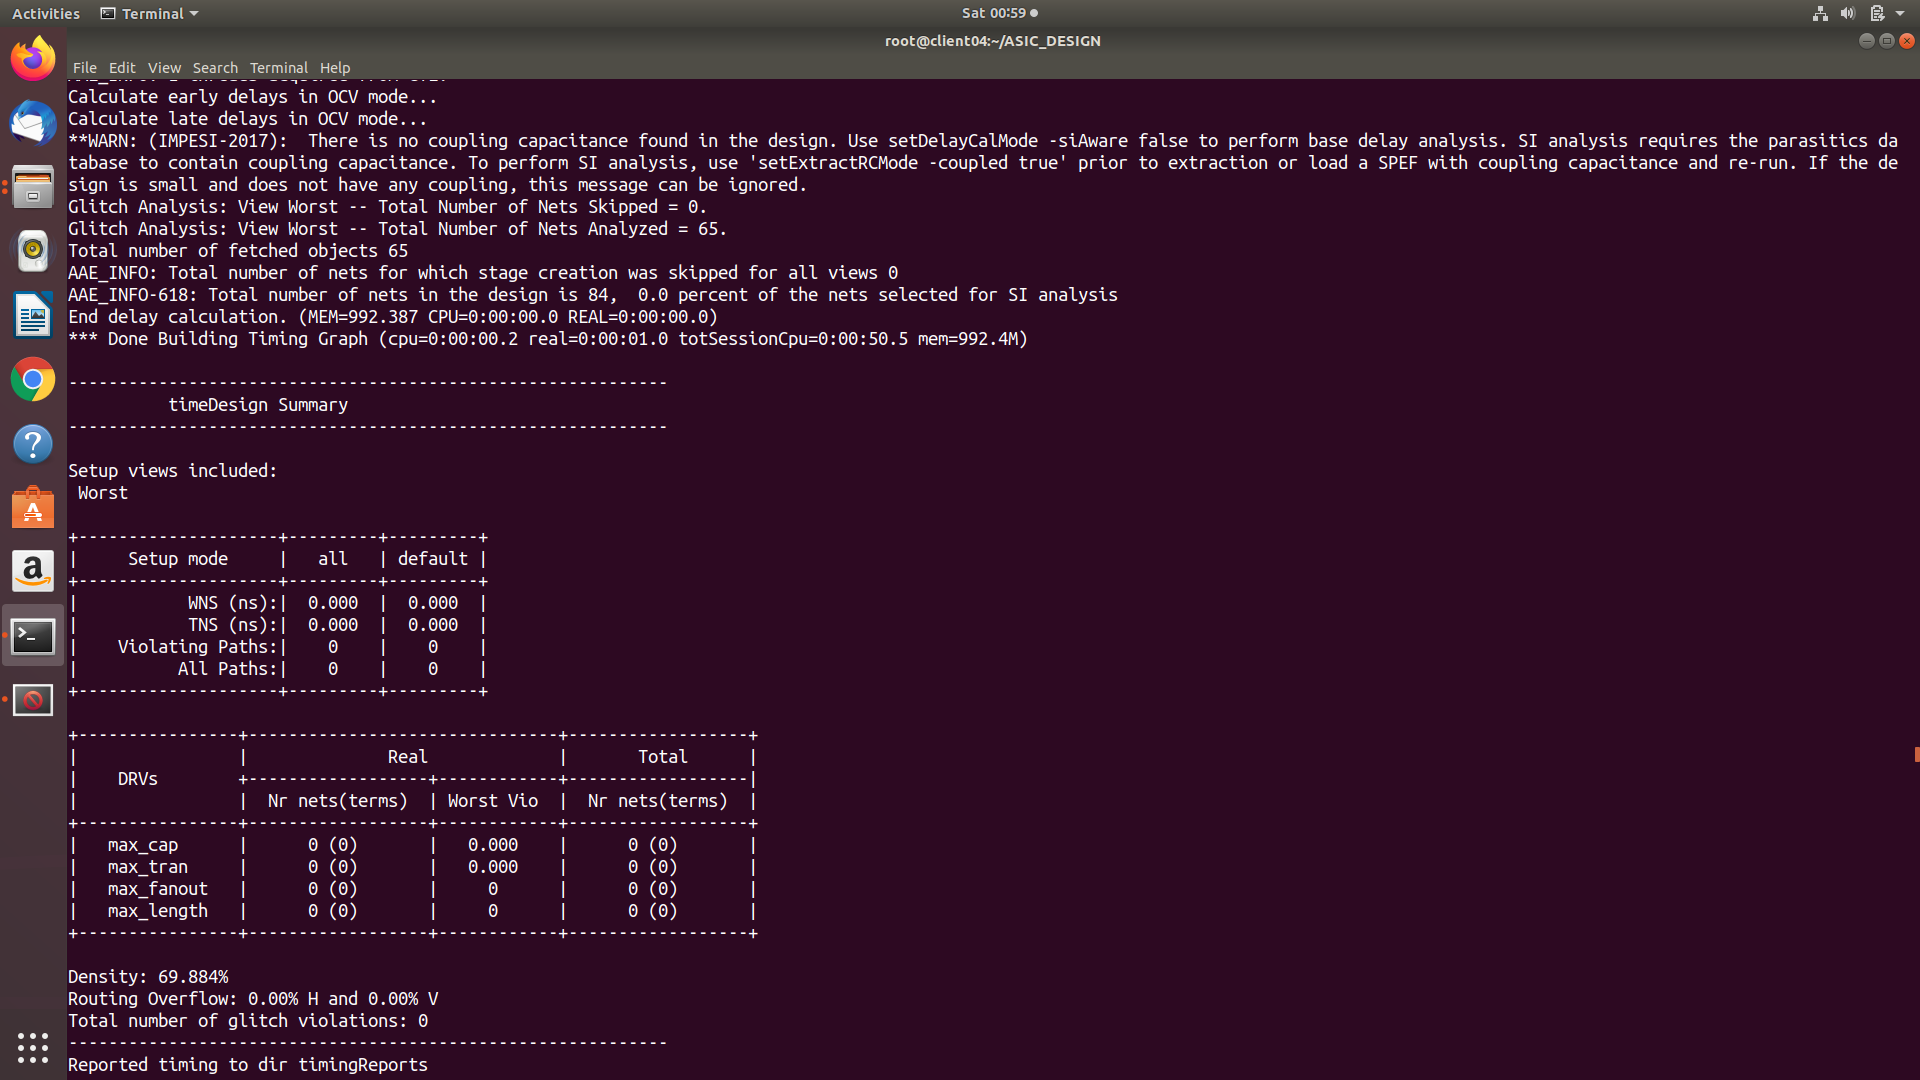 Activities Terminal Sat 00:59
root@client04:~/ASIC_DESIGN
File Edit View Search Terminal Help
Calculate early delays in OCV mode...
Calculate late delays in OCV mode...
**WARN: (IMPESI-2017):  There is no coupling capacitance found in the design. Use setDelayCalMode -siAware false to perform base delay analysis. SI analysis requires the parasitics da
tabase to contain coupling capacitance. To perform SI analysis, use 'setExtractRCMode -coupled true' prior to extraction or load a SPEF with coupling capacitance and re-run. If the de
sign is small and does not have any coupling, this message can be ignored.
Glitch Analysis: View Worst -- Total Number of Nets Skipped = 0.
Glitch Analysis: View Worst -- Total Number of Nets Analyzed = 65.
Total number of fetched objects 65
AAE_INFO: Total number of nets for which stage creation was skipped for all views 0
AAE_INFO-618: Total number of nets in the design is 84,  0.0 percent of the nets selected for SI analysis
End delay calculation. (MEM=992.387 CPU=0:00:00.0 REAL=0:00:00.0)
*** Done Building Timing Graph (cpu=0:00:00.2 real=0:00:01.0 totSessionCpu=0:00:50.5 mem=992.4M)
------------------------------------------------------------
          timeDesign Summary
------------------------------------------------------------
Setup views included:
 Worst
+--------------------+---------+---------+
|     Setup mode     |   all   | default |
+--------------------+---------+---------+
|           WNS (ns):|  0.000  |  0.000  |
|           TNS (ns):|  0.000  |  0.000  |
|    Violating Paths:|    0    |    0    |
|          All Paths:|    0    |    0    |
+--------------------+---------+---------+
+----------------+-------------------------------+------------------+
|                |              Real             |       Total      |
|    DRVs        +------------------+------------+------------------|
|                |  Nr nets(terms)  | Worst Vio  |  Nr nets(terms)  |
+----------------+------------------+------------+------------------+
|   max_cap      |      0 (0)       |   0.000    |      0 (0)       |
|   max_tran     |      0 (0)       |   0.000    |      0 (0)       |
|   max_fanout   |      0 (0)       |     0      |      0 (0)       |
|   max_length   |      0 (0)       |     0      |      0 (0)       |
+----------------+------------------+------------+------------------+
Density: 69.884%
Routing Overflow: 0.00% H and 0.00% V
Total number of glitch violations: 0
------------------------------------------------------------
Reported timing to dir timingReports